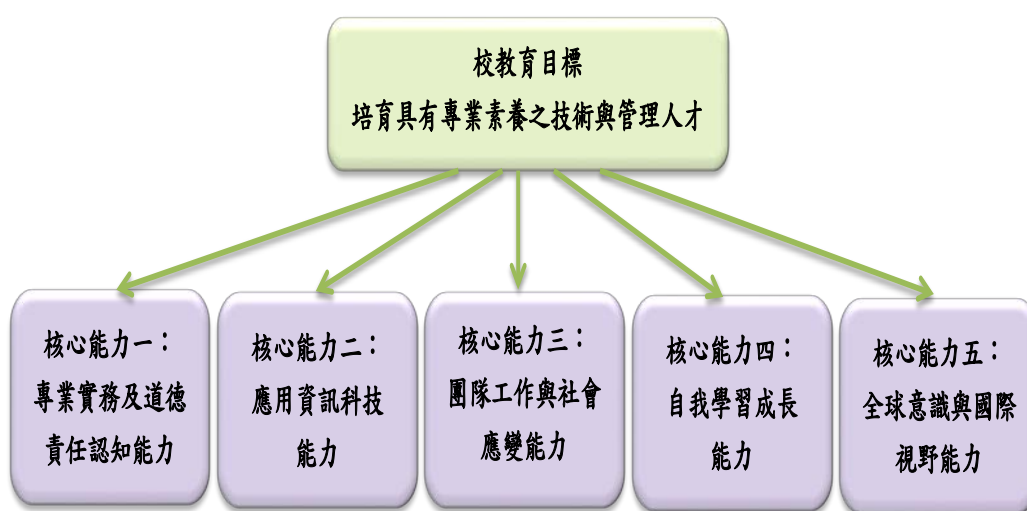 校教育目標
培育具有專業素養之技術與管理人才
核心能力一：
專業實務及道德
責任認知能力
核心能力二：
應用資訊科技
能力
核心能力三：
團隊工作與社會
應變能力
核心能力四：
自我學習成長
能力
核心能力五：
全球意識與國際
視野能力